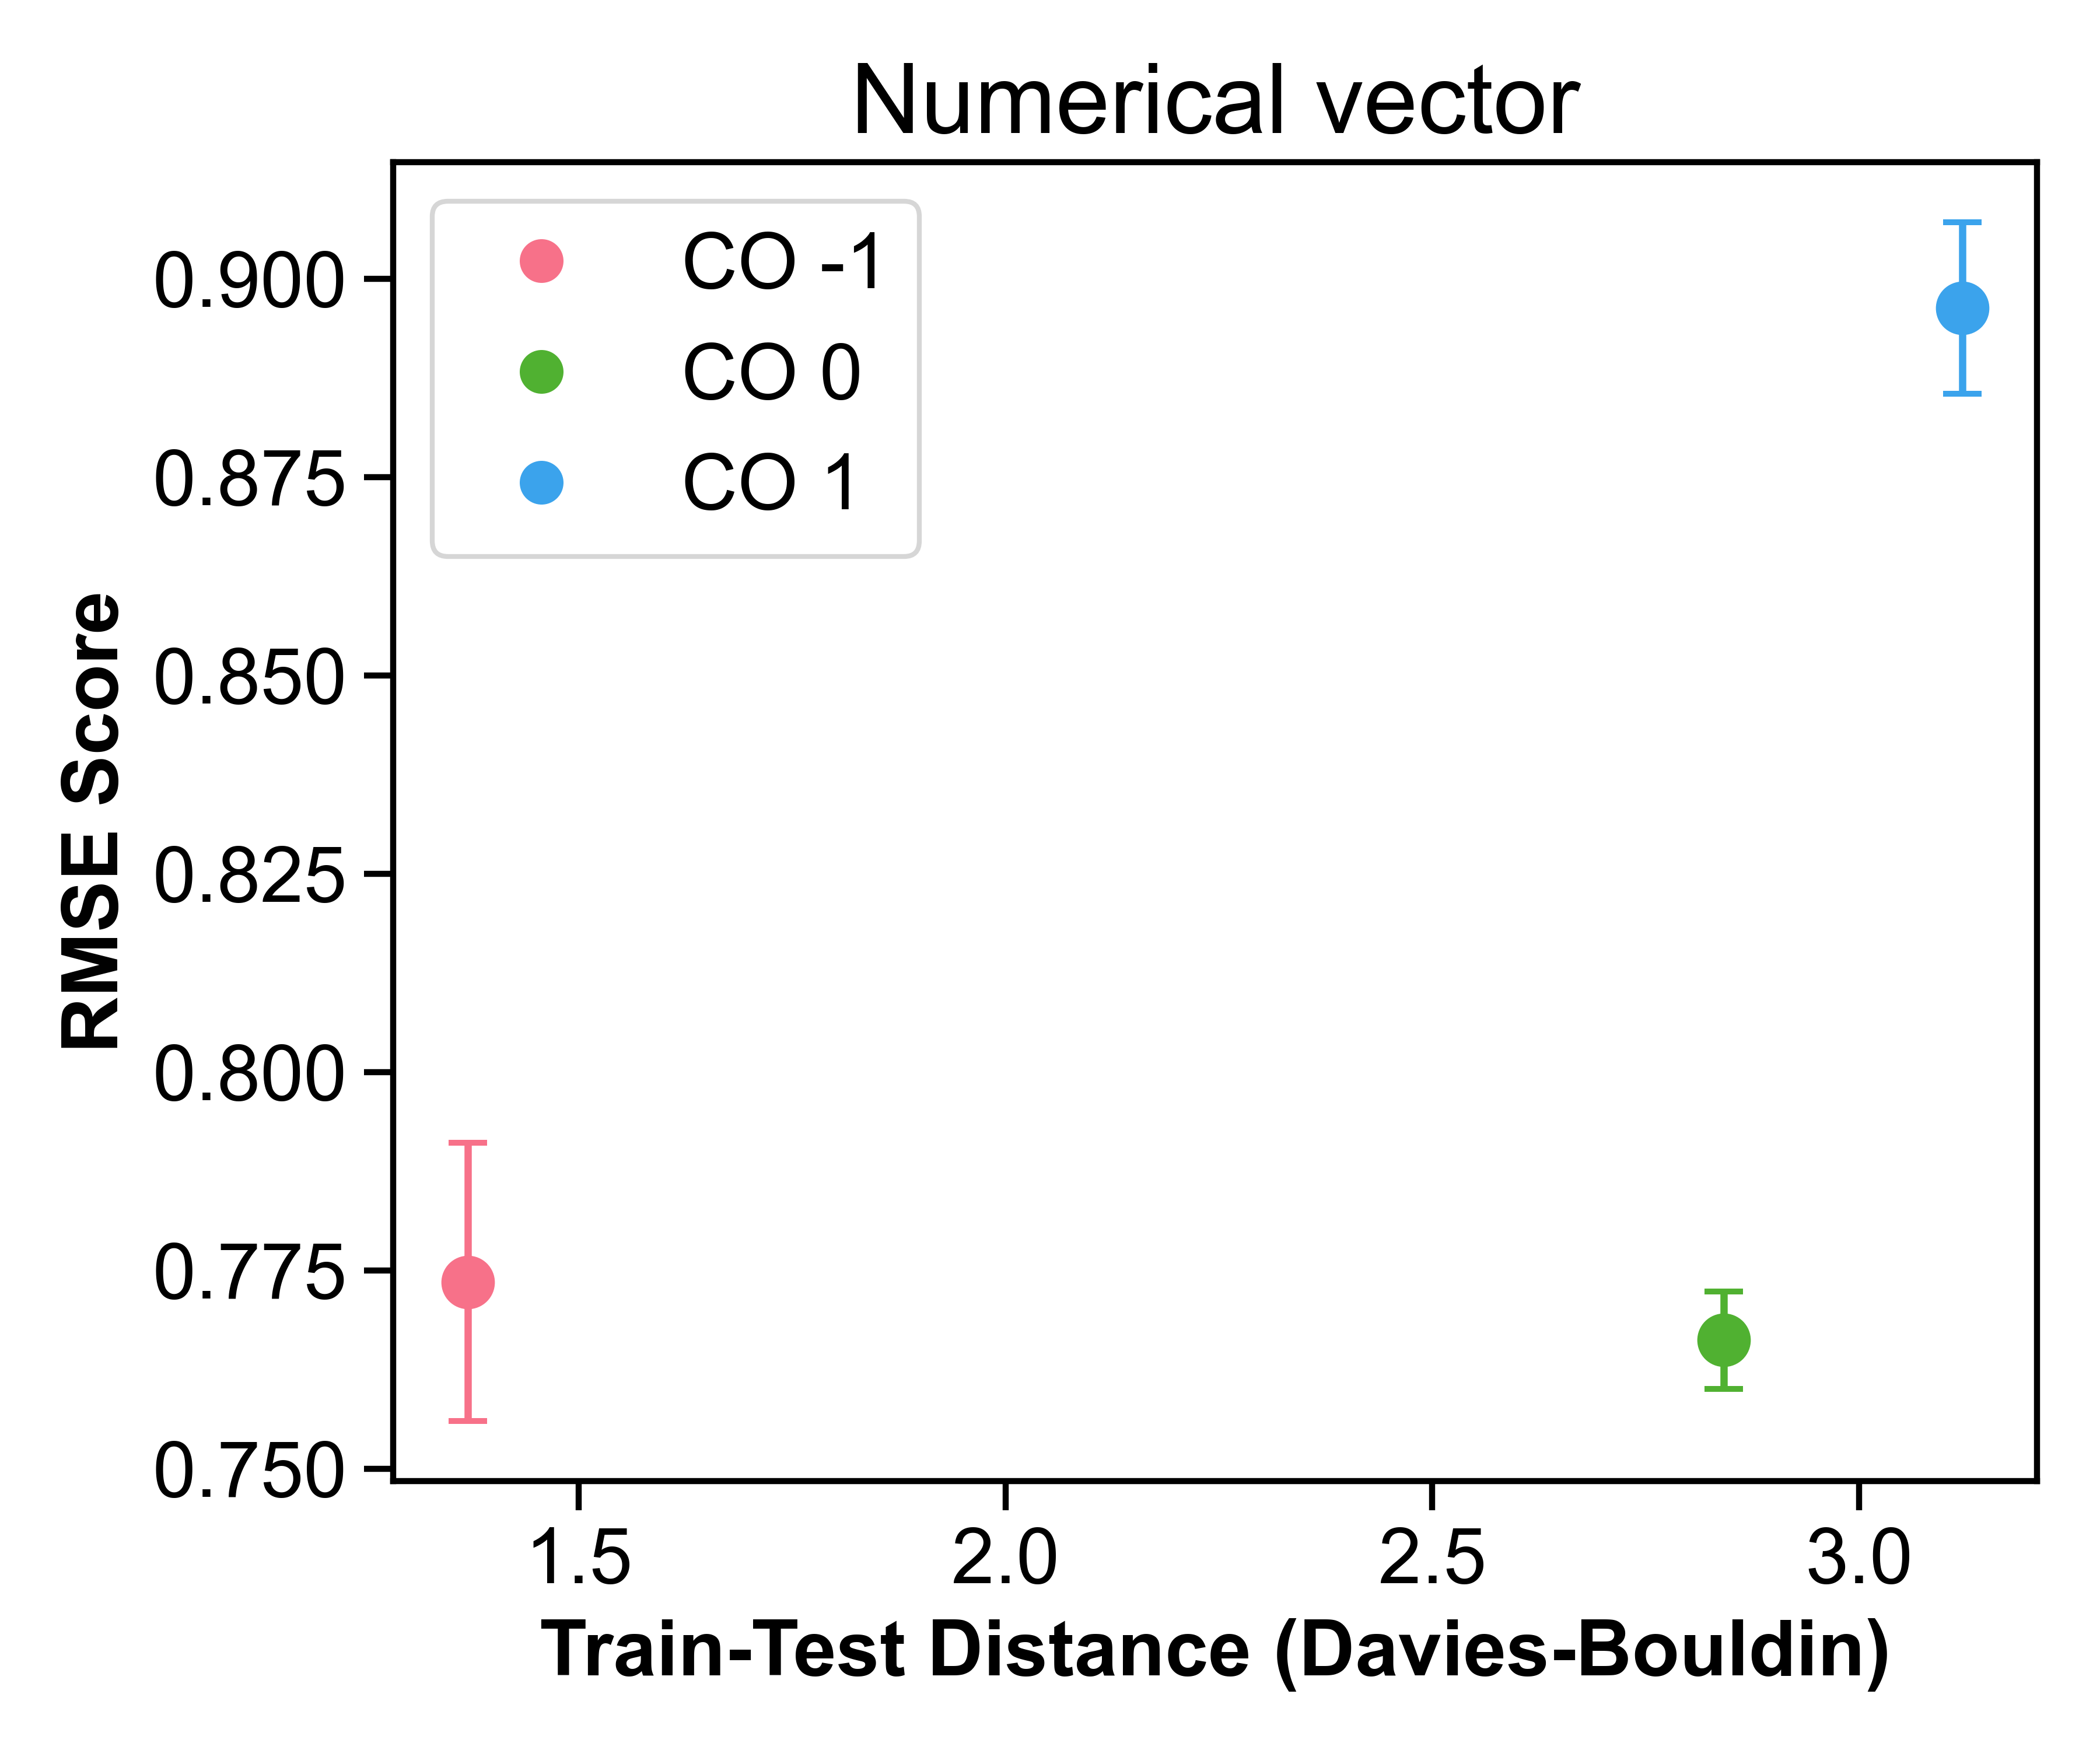 Numerical vector
CO -1
CO 0
CO 1
RMSE Score
0.900
0.875
0.850
0.825
0.800
0.775
0.750
1.5
2.0
2.5
3.0
Train-Test Distance (Davies-Bouldin)